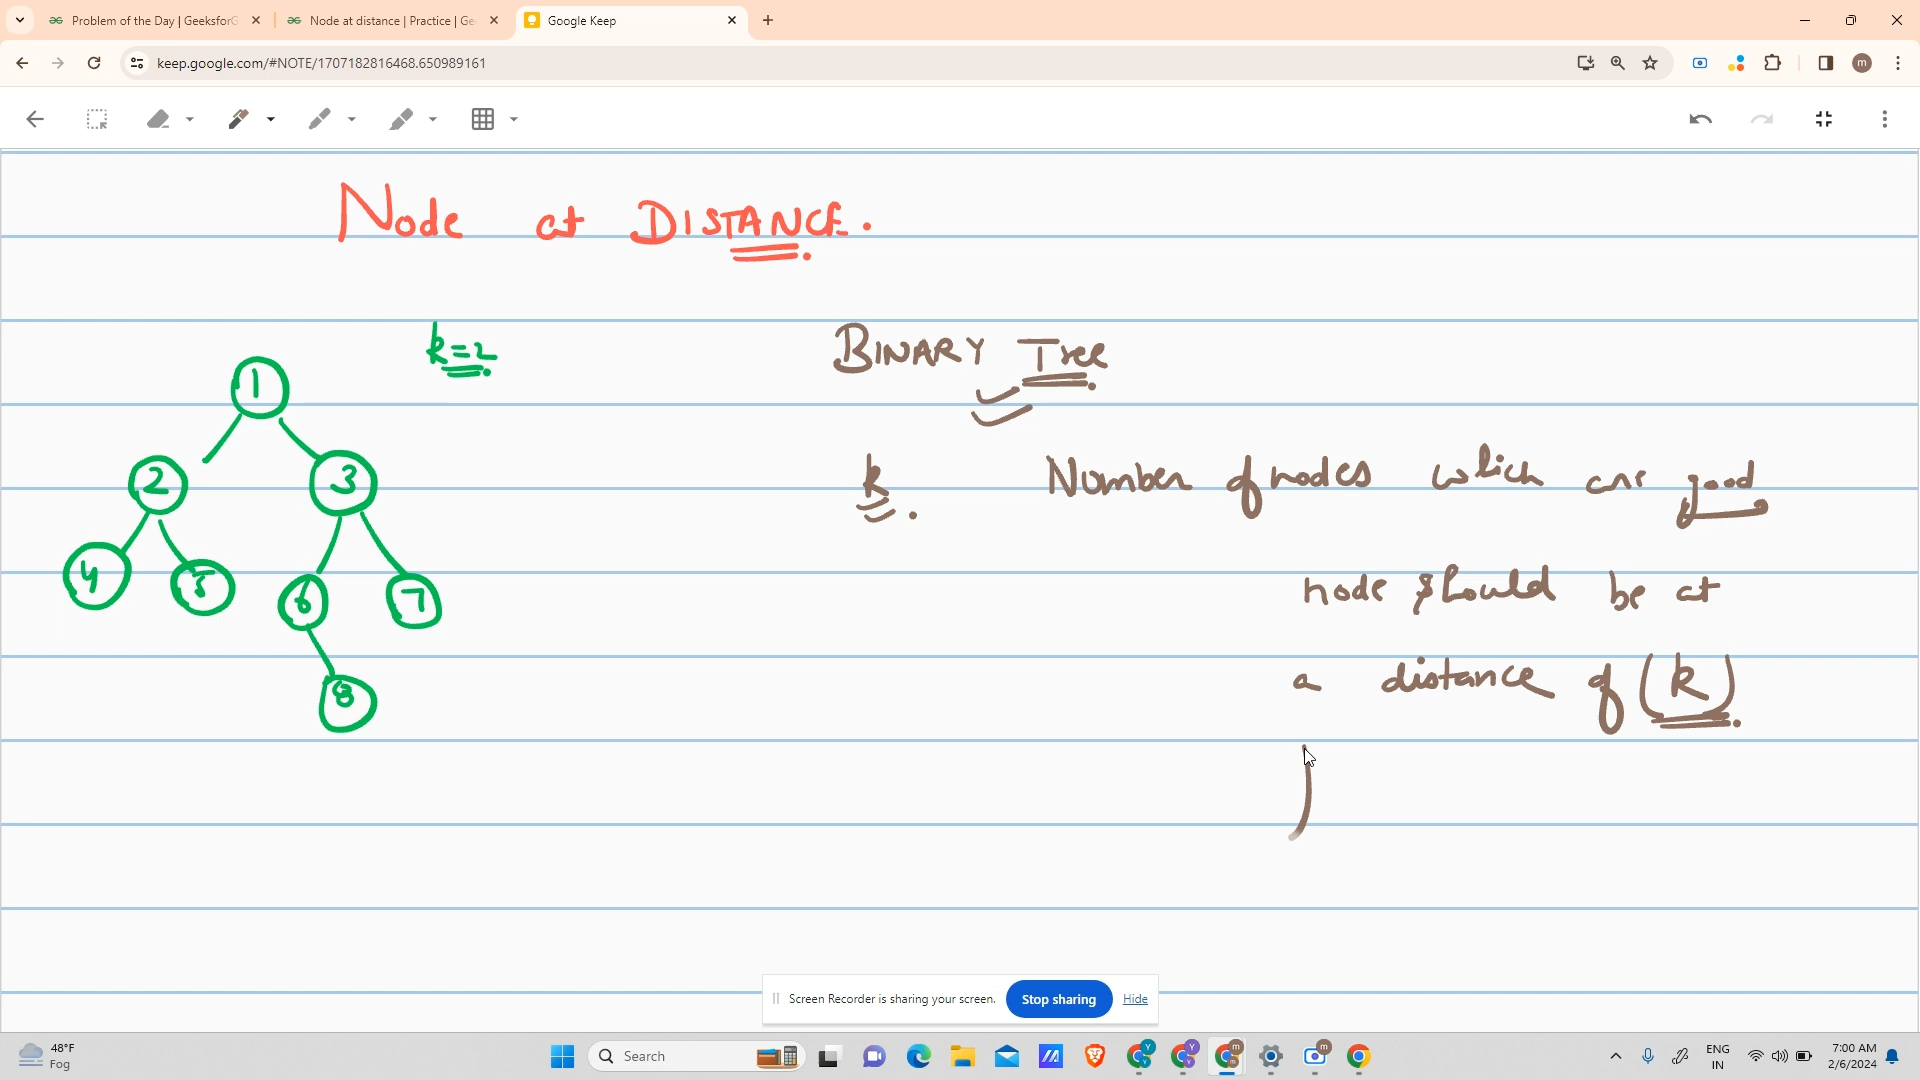 Problem of the Day | GeeksforG
Node at distance | Practice | Ge
Google Keep
keep.google.com/#NOTE/1707182816468.650989161
m
Node at DISTANCE.
k=2
BINARY Tree
1
2
3
k. Number of nodes which are good
4
5
6
7
node should be at
8
a distance of (k).
Screen Recorder is sharing your screen.
Stop sharing
Hide
48°F
Fog
Search
ENG
IN
7:00 AM
2/6/2024